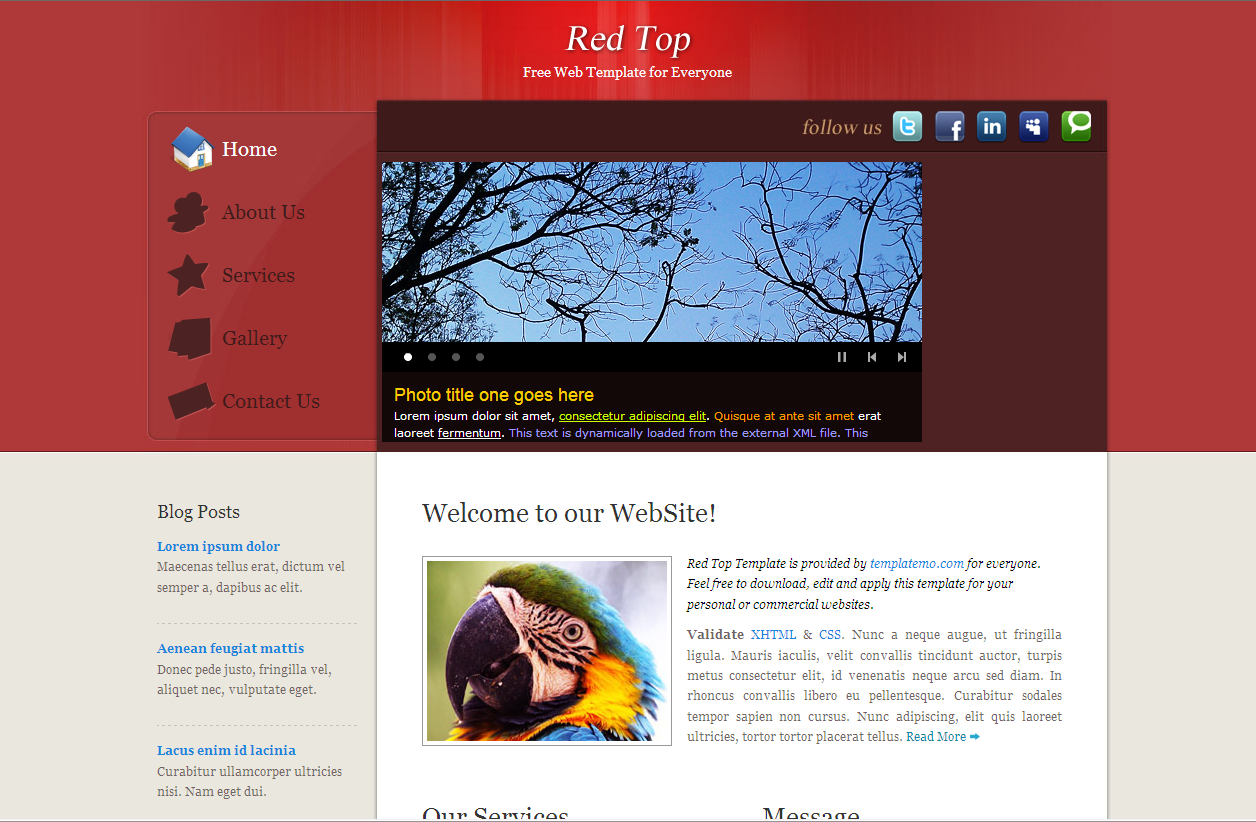 Red Top
Free Web Template for Everyone
follow us
Home
About Us
Services
Gallery
Contact Us
Photo title one goes here
Lorem ipsum dolor sit amet, consectetur adipiscing elit. Quisque at ante sit amet erat
laoreet fermentum. This text is dynamically loaded from the external XML file. This
Blog Posts
Lorem ipsum dolor
Maecenas tellus erat, dictum vel
semper a, dapibus ac elit.
Aenean feugiat mattis
Donec pede justo, fringilla vel,
aliquet nec, vulputate eget.
Lacus enim id lacinia
Curabitur ullamcorper ultricies
nisi. Nam eget dui.
Welcome to our WebSite!
Red Top Template is provided by templatemo.com for everyone.
Feel free to download, edit and apply this template for your
personal or commercial websites.
Validate XHTML & CSS. Nunc a neque augue, ut fringilla
ligula. Mauris iaculis, velit convallis tincidunt auctor, turpis
metus consectetur elit, id venenatis neque arcu sed diam. In
rhoncus convallis libero eu pellentesque. Curabitur sodales
tempor sapien non cursus. Nunc adipiscing, elit quis laoreet
ultricies, tortor tortor placerat tellus. Read More
Our Services
Message